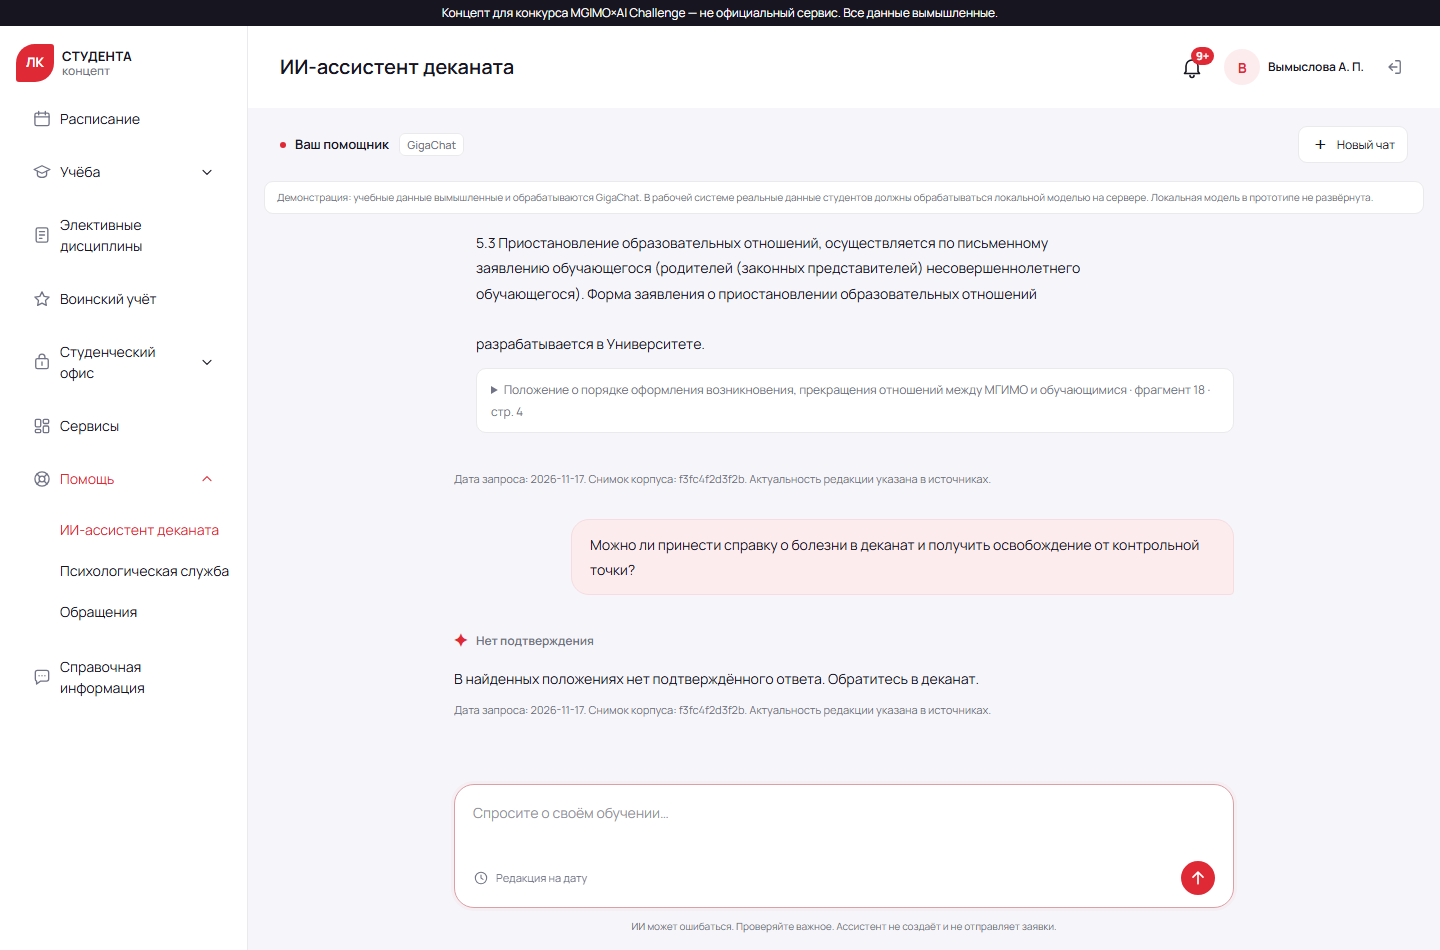 Концепт для конкурса MGIMO×AI Challenge — не официальный сервис. Все данные вымышленные.
ЛК
СТУДЕНТА
концепт
Расписание
Учёба
Элективные
дисциплины
Воинский учёт
Студенческий
офис
Сервисы
Помощь
ИИ-ассистент деканата
Психологическая служба
Обращения
Справочная
информация
ИИ-ассистент деканата
9+
В
Вымыслова А. П.
Ваш помощник
GigaChat
+ Новый чат
Демонстрация: учебные данные вымышленные и обрабатываются GigaChat. В рабочей системе реальные данные студентов должны обрабатываться локальной моделью на сервере. Локальная модель в прототипе не развёрнута.
5.3 Приостановление образовательных отношений, осуществляется по письменному
заявлению обучающегося (родителей (законных представителей) несовершеннолетнего
обучающегося). Форма заявления о приостановлении образовательных отношений
разрабатывается в Университете.
Положение о порядке оформления возникновения, прекращения отношений между МГИМО и обучающимися · фрагмент 18 ·
стр. 4
Дата запроса: 2026-11-17. Снимок корпуса: f3fc4f2d3f2b. Актуальность редакции указана в источниках.
Можно ли принести справку о болезни в деканат и получить освобождение от контрольной
точки?
Нет подтверждения
В найденных положениях нет подтверждённого ответа. Обратитесь в деканат.
Дата запроса: 2026-11-17. Снимок корпуса: f3fc4f2d3f2b. Актуальность редакции указана в источниках.
Спросите о своём обучении…
Редакция на дату
ИИ может ошибаться. Проверяйте важное. Ассистент не создаёт и не отправляет заявки.